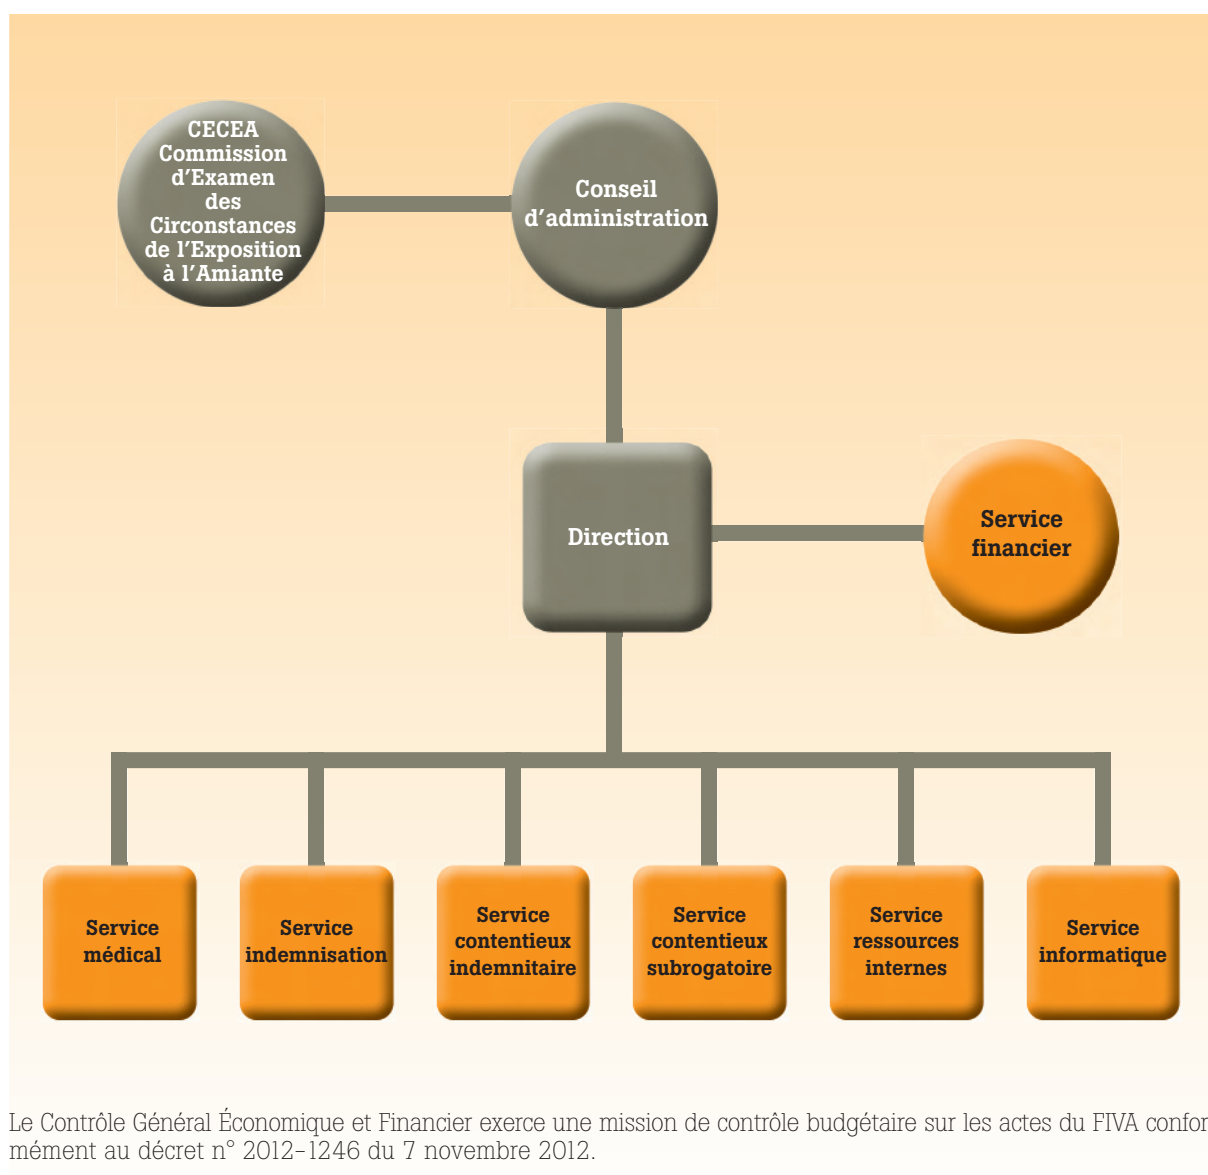 CECEA
Commission
d'Examen
des
Circonstances
de l'Exposition
à l'Amiante
Conseil
d'administration
Direction
Service
financier
Service
médical
Service
indemnisation
Service
contentieux
indemnitaire
Service
contentieux
subrogatoire
Service
ressources
internes
Service
informatique
Le Contrôle Général Économique et Financier exerce une mission de contrôle budgétaire sur les actes du FIVA confor
mément au décret n° 2012-1246 du 7 novembre 2012.